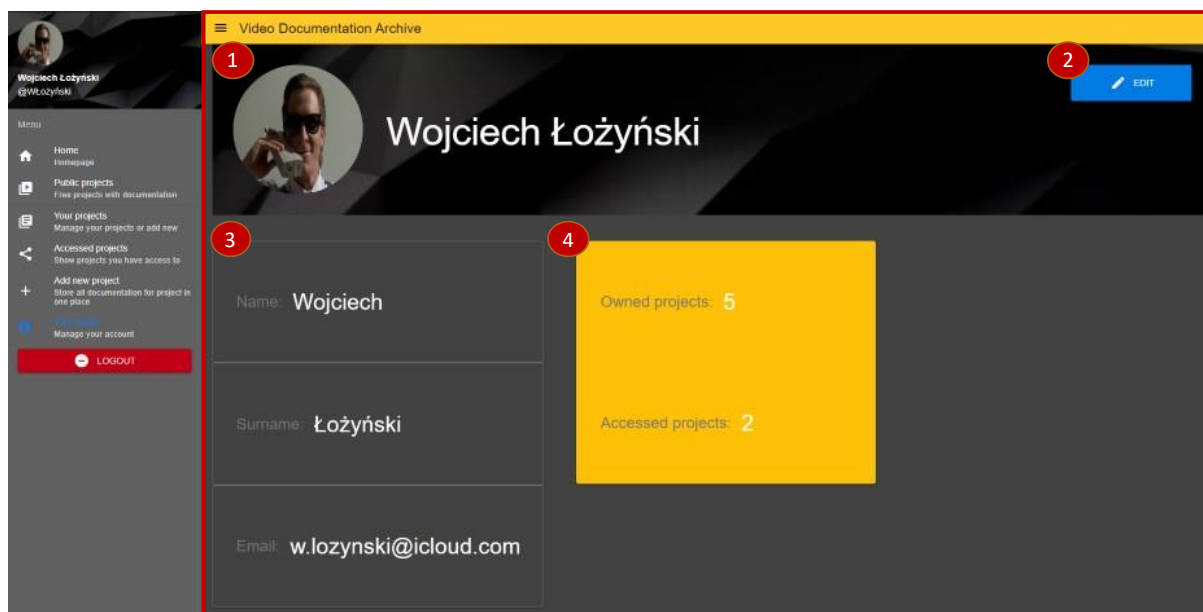 Wojciech Łożyński
@WŁożyński
Menu
Home
Homepage
Public projects
Free projects with documentation
Your projects
Manage your projects or add new
Accessed projects
Show projects you have access to
Add new project
Store all documentation for project in
one place
Manage your account
LOGOUT
Video Documentation Archive
1
2
EDIT
Wojciech Łożyński
3
4
Name: Wojciech
Owned projects: 5
Surname: Łożyński
Accessed projects: 2
Email: w.lozynski@icloud.com